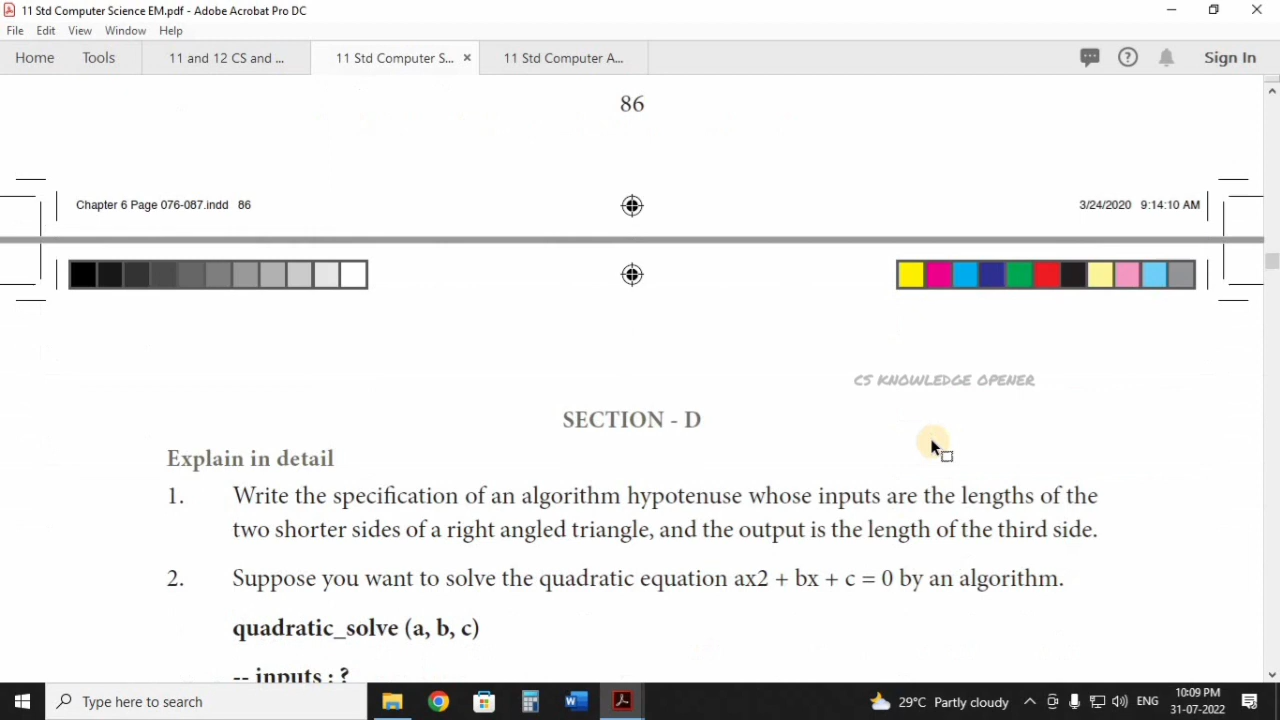 11 Std Computer Science EM.pdf - Adobe Acrobat Pro DC
File Edit View Window Help
Home Tools 11 and 12 CS and ... 11 Std Computer S... × 11 Std Computer A... Sign In
86
Chapter 6 Page 076-087.indd 86 3/24/2020 9:14:10 AM
CS KNOWLEDGE OPENER
SECTION - D
Explain in detail
1. Write the specification of an algorithm hypotenuse whose inputs are the lengths of the
two shorter sides of a right angled triangle, and the output is the length of the third side.
2. Suppose you want to solve the quadratic equation ax2 + bx + c = 0 by an algorithm.
quadratic_solve (a, b, c)
-- inputs : ?
Type here to search 29°C Partly cloudy ENG 10:09 PM
31-07-2022